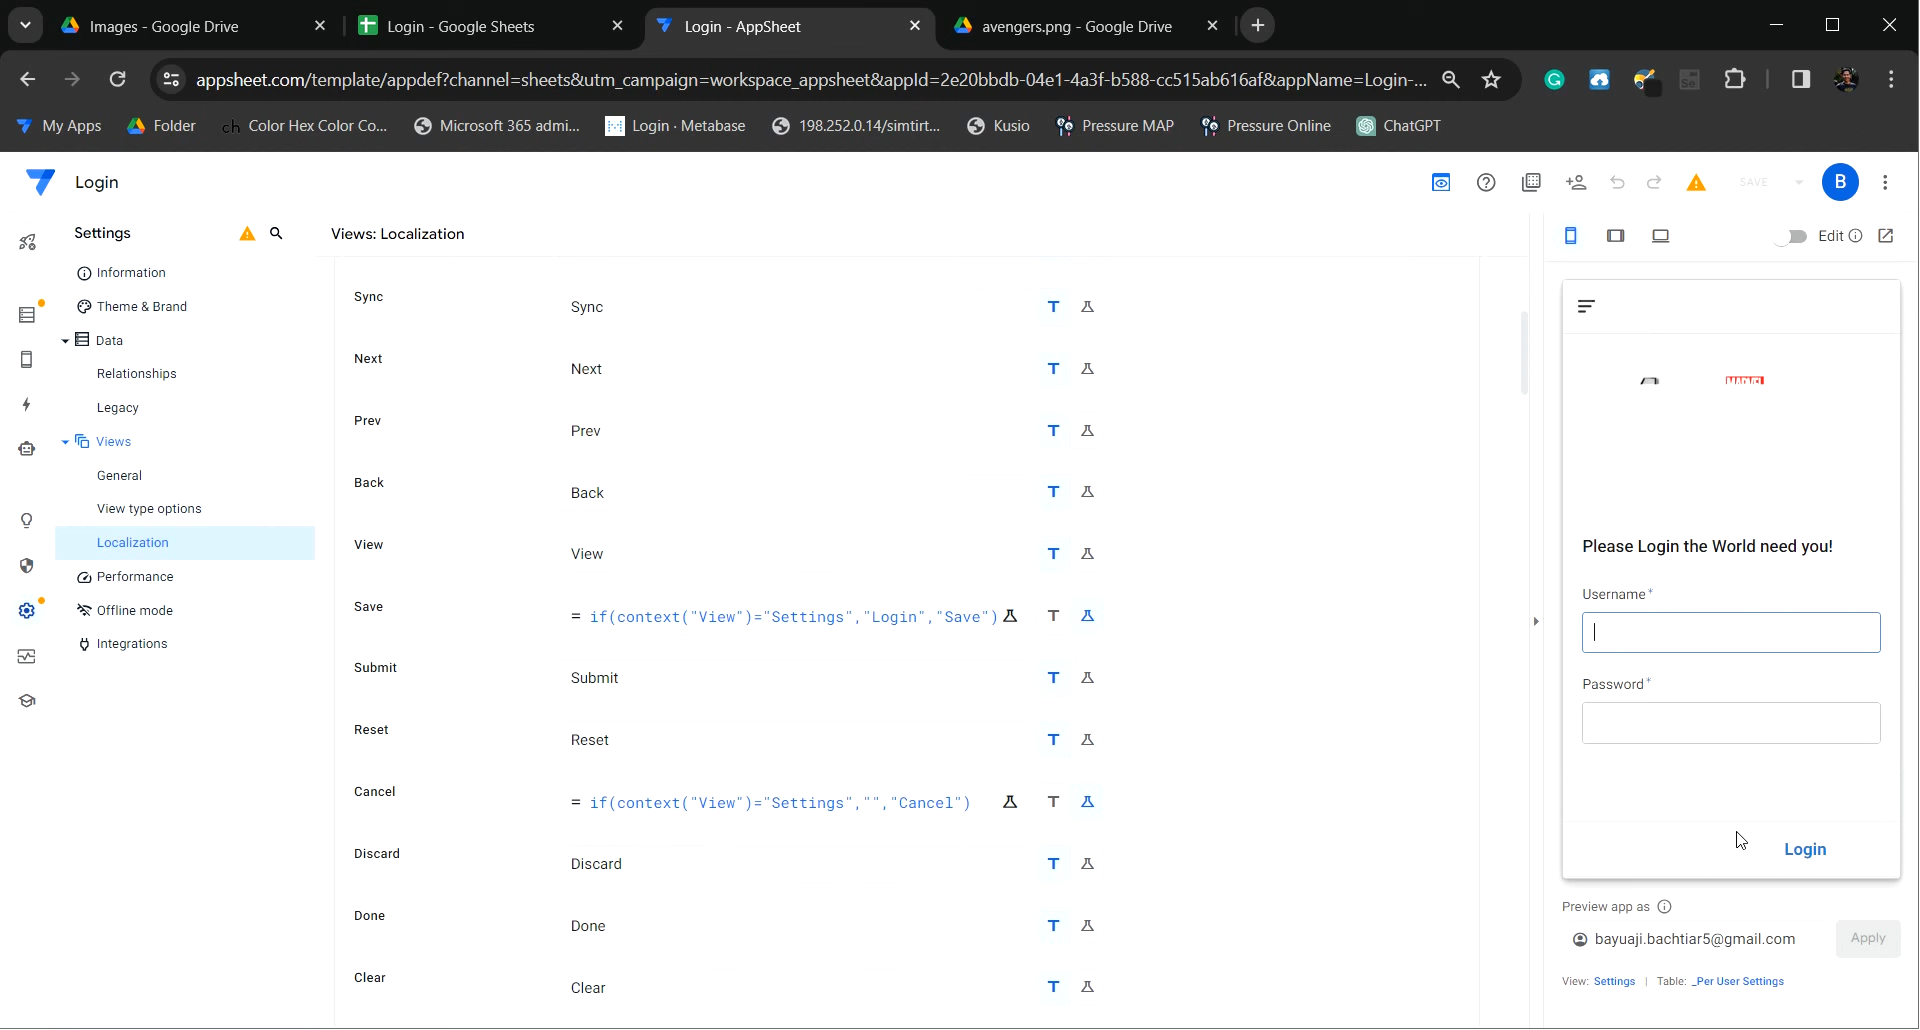 Images - Google Drive
Login - Google Sheets
Login - AppSheet
avengers.png - Google Drive
appsheet.com/template/appdef?channel=sheets&utm_campaign=workspace_appsheet&appId=2e20bbdb-04e1-4a3f-b588-cc515ab616af&appName=Login-...
My Apps
Folder
ch Color Hex Color Co...
Microsoft 365 admi...
Login · Metabase
198.252.0.14/simtirt...
Kusio
Pressure MAP
Pressure Online
ChatGPT
Login
SAVE
B
Settings
Information
Theme & Brand
Data
Relationships
Legacy
Views
General
View type options
Localization
Performance
Offline mode
Integrations
Views: Localization
Sync Sync
Next Next
Prev Prev
Back Back
View View
Save = if(context("View")="Settings","Login","Save")
Submit Submit
Reset Reset
Cancel = if(context("View")="Settings","","Cancel")
Discard Discard
Done Done
Clear Clear
Edit
MARVEL
Please Login the World need you!
Username*
Password*
Login
Preview app as
bayuaji.bachtiar5@gmail.com
Apply
View: Settings | Table: _Per User Settings